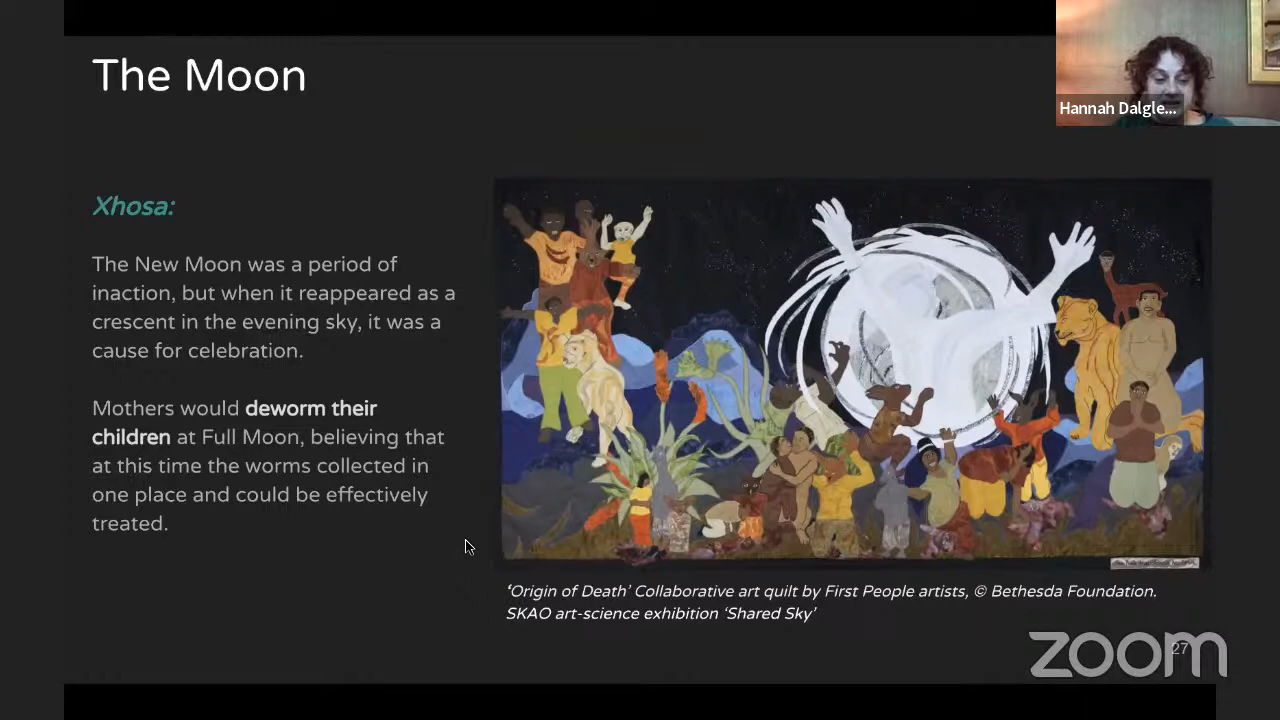 The Moon
Hannah Dalgle...
Xhosa:
The New Moon was a period of
inaction, but when it reappeared as a
crescent in the evening sky, it was a
cause for celebration.
Mothers would deworm their
children at Full Moon, believing that
at this time the worms collected in
one place and could be effectively
treated.
‘Origin of Death’ Collaborative art quilt by First People artists, © Bethesda Foundation.
SKAO art-science exhibition ‘Shared Sky’
zoom
27